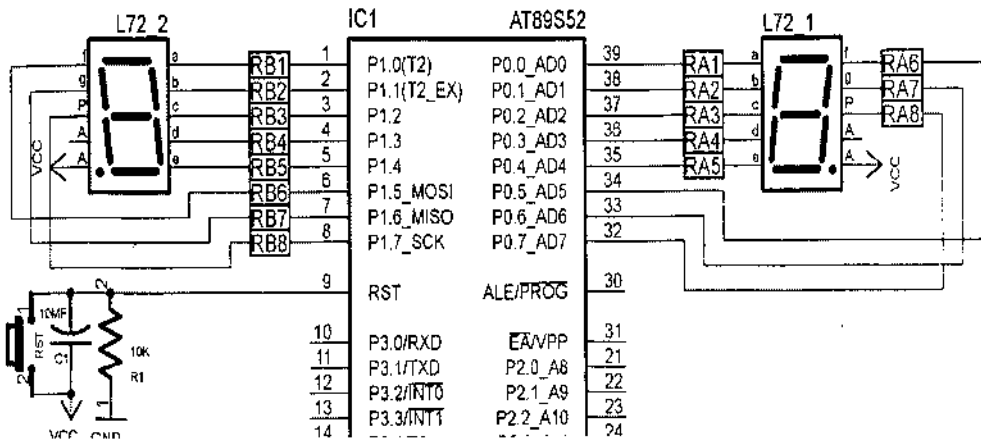 L72_2 IC1 AT89S52 L72_1
f a RB1 1 P1.0(T2) P0.0_AD0 39 RA1 a f RA6
g b RB2 2 P1.1(T2_EX) P0.1_AD1 38 RA2 b g RA7
P c RB3 3 P1.2 P0.2_AD2 37 RA3 c P RA8
A d RB4 4 P1.3 P0.3_AD3 38 RA4 d A
A e RB5 5 P1.4 P0.4_AD4 35 RA5 e A
VCC VCC
RB6 6 P1.5_MOSI P0.5_AD5 34
RB7 7 P1.6_MISO P0.6_AD6 33
RB8 8 P1.7_SCK P0.7_AD7 32
2 9 RST ALE/PROG 30
1 10MF
RST C1 10K R1
2 1
VCC GND
10 P3.0/RXD EA/VPP 31
11 P3.1/TXD P2.0_A8 21
12 P3.2/INT0 P2.1_A9 22
13 P3.3/INT1 P2.2_A10 23
14 24